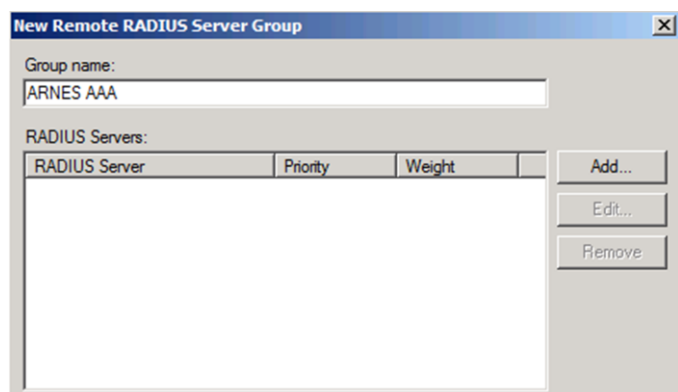 New Remote RADIUS Server Group
Group name:
ARNES AAA
RADIUS Servers:
RADIUS Server Priority Weight
Add...
Edit...
Remove